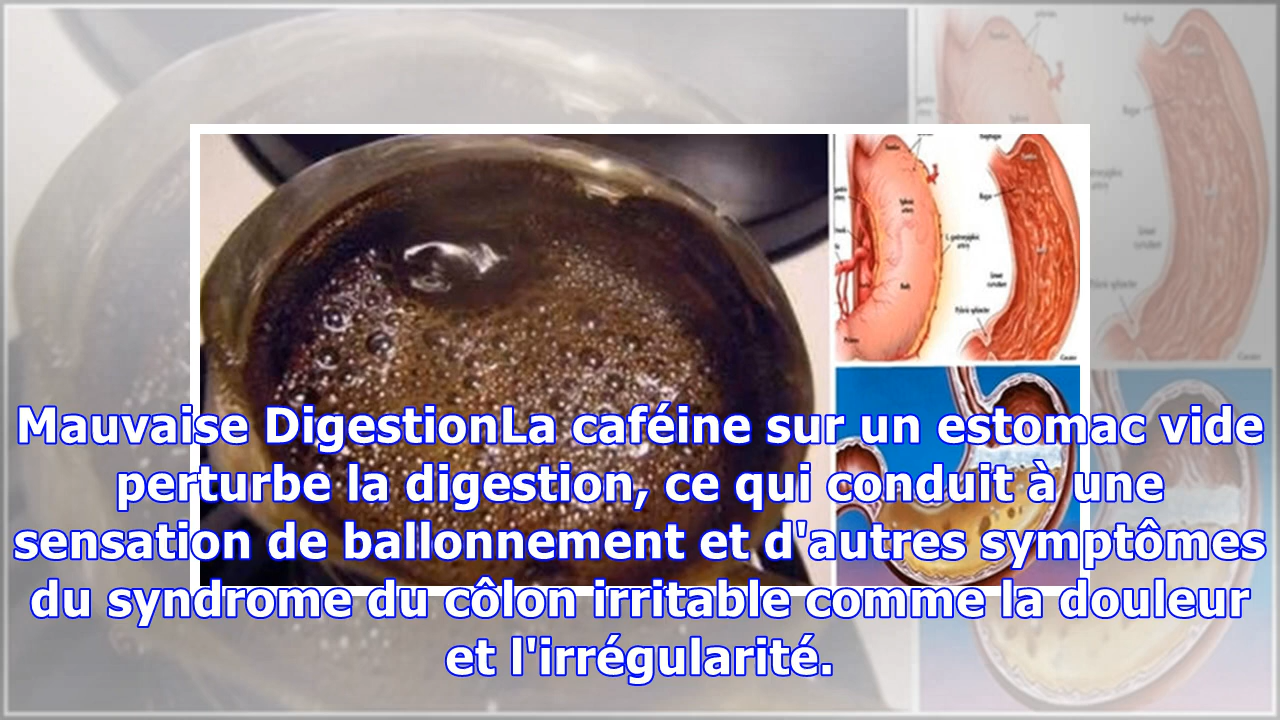 Mauvaise DigestionLa caféine sur un estomac vide
perturbe la digestion, ce qui conduit à une
sensation de ballonnement et d'autres symptômes
du syndrome du côlon irritable comme la douleur
et l'irrégularité.